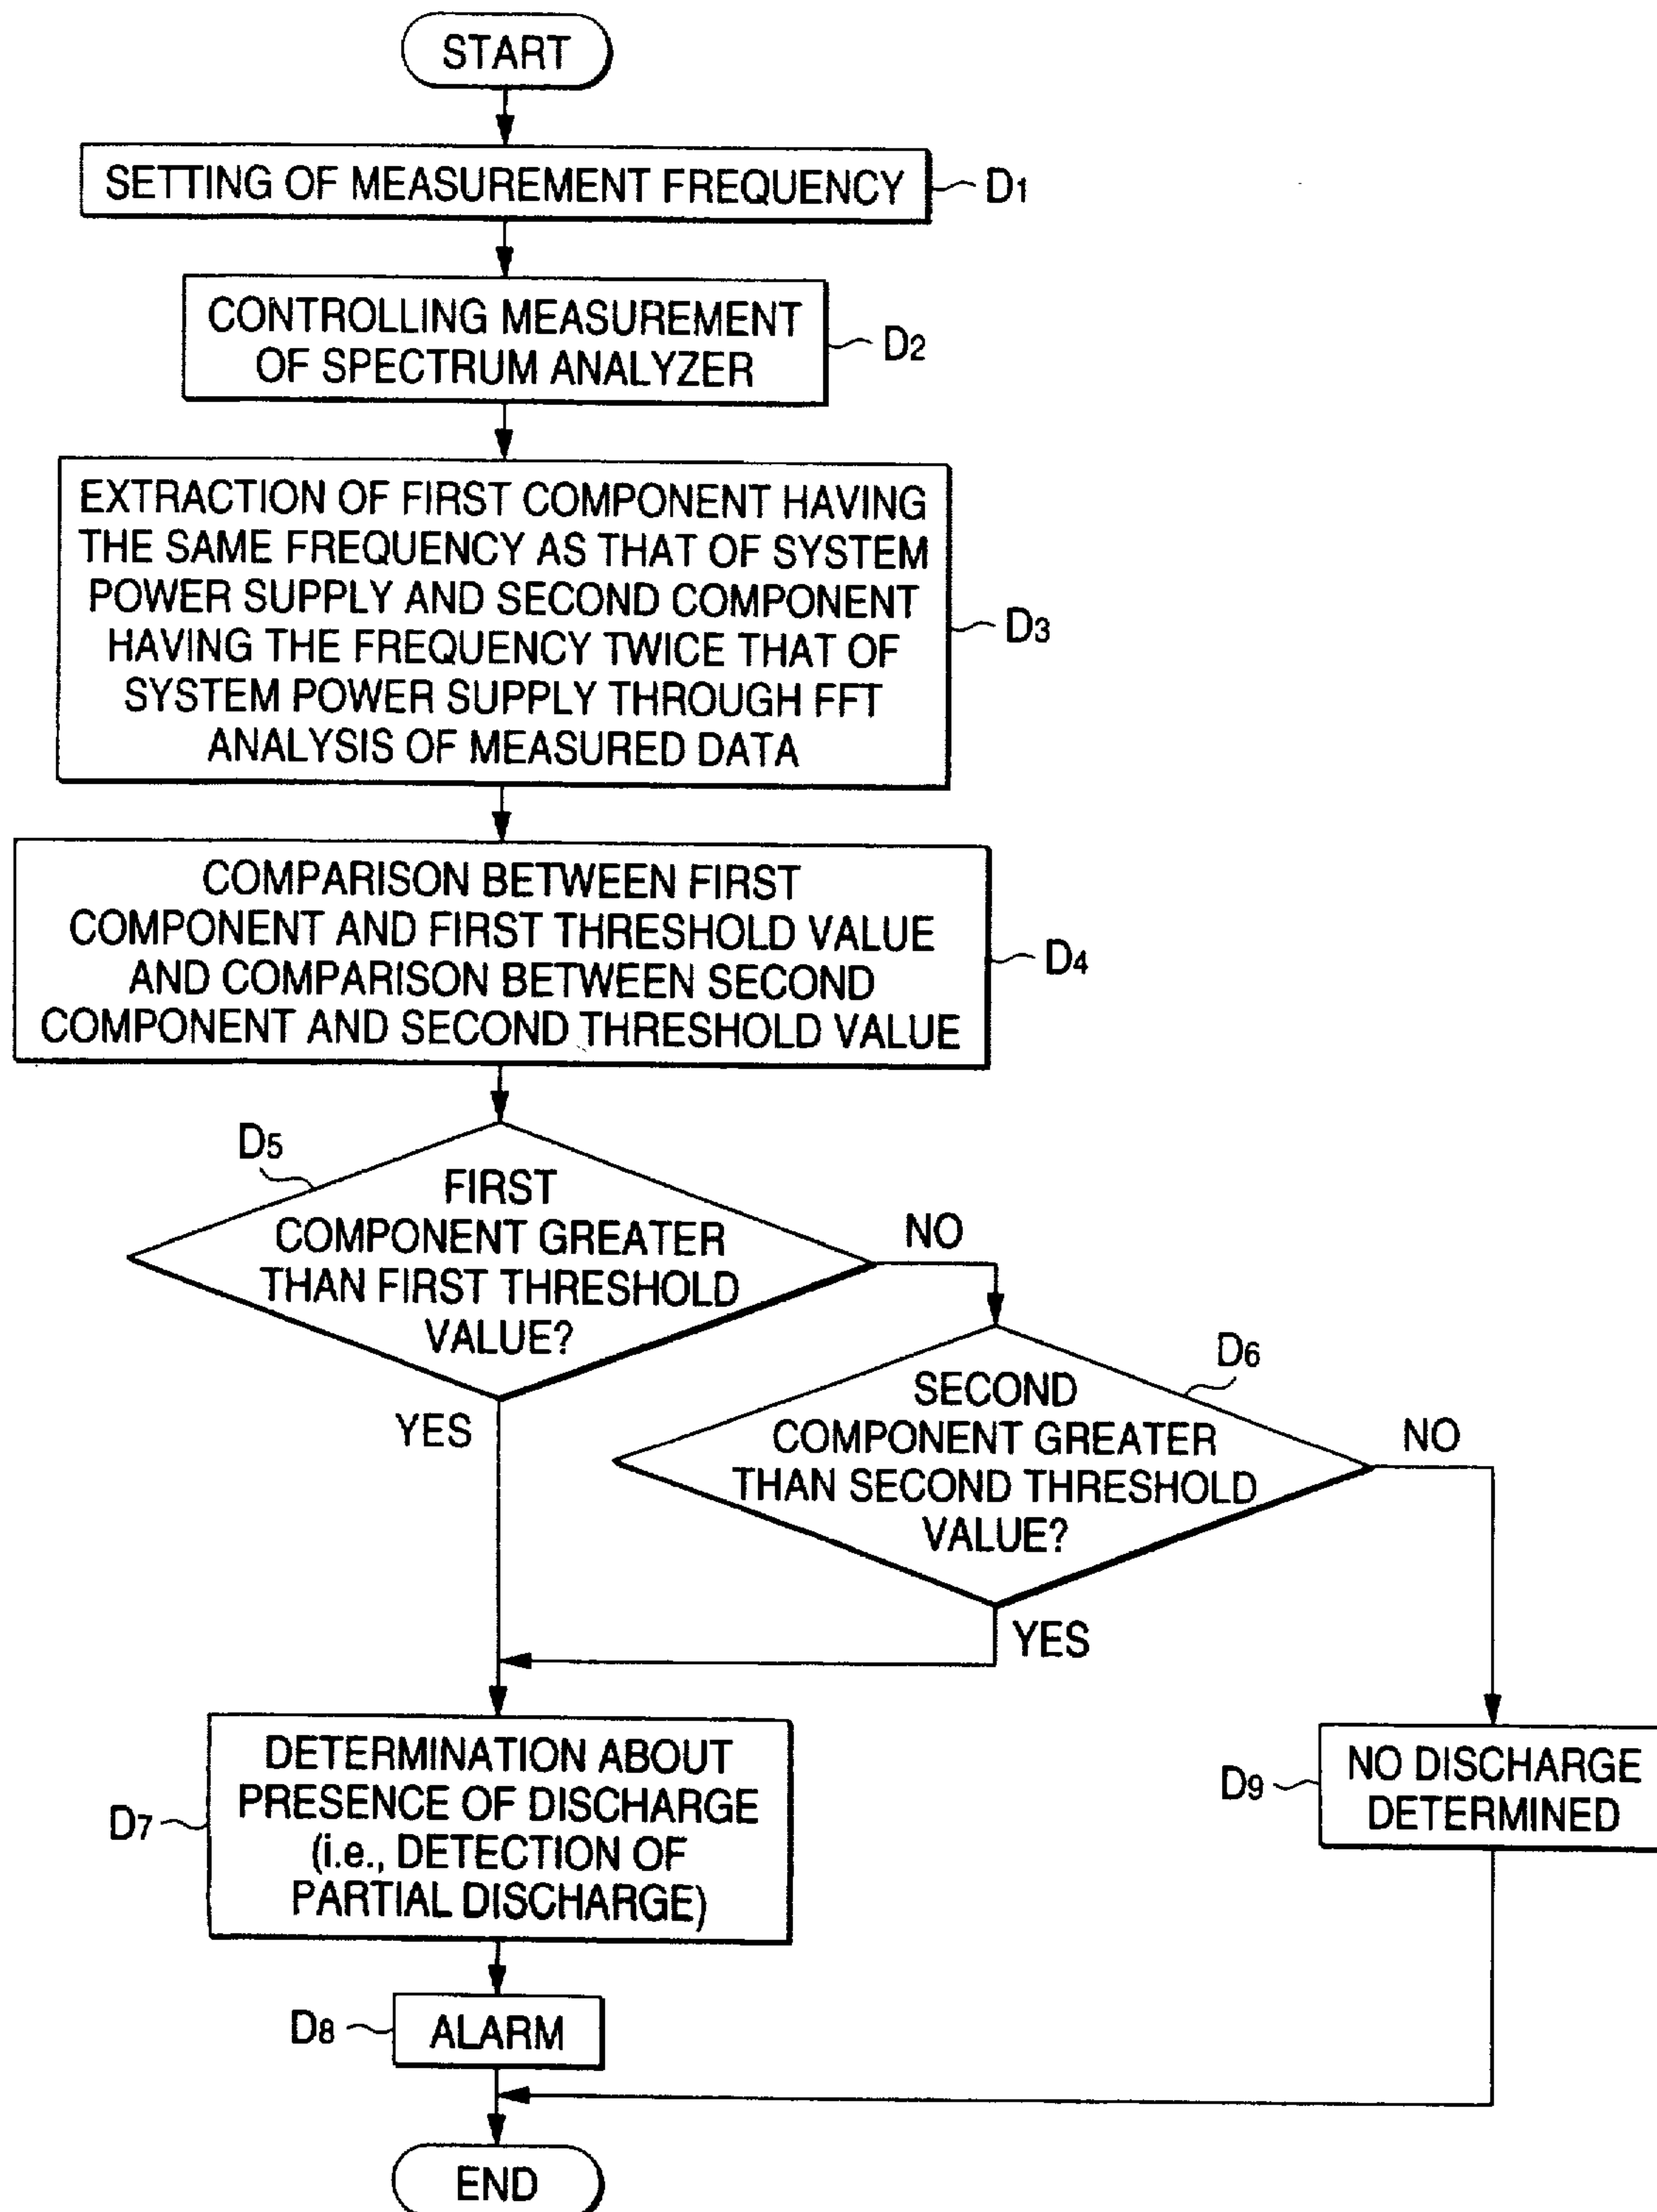 START
SETTING OF MEASUREMENT FREQUENCY
D1
CONTROLLING MEASUREMENT
OF SPECTRUM ANALYZER
D2
EXTRACTION OF FIRST COMPONENT HAVING
THE SAME FREQUENCY AS THAT OF SYSTEM
POWER SUPPLY AND SECOND COMPONENT
HAVING THE FREQUENCY TWICE THAT OF
SYSTEM POWER SUPPLY THROUGH FFT
ANALYSIS OF MEASURED DATA
D3
COMPARISON BETWEEN FIRST
COMPONENT AND FIRST THRESHOLD VALUE
AND COMPARISON BETWEEN SECOND
COMPONENT AND SECOND THRESHOLD VALUE
D4
D5
FIRST
COMPONENT GREATER
THAN FIRST THRESHOLD
VALUE?
NO
YES
D6
SECOND
COMPONENT GREATER
THAN SECOND THRESHOLD
VALUE?
NO
YES
DETERMINATION ABOUT
PRESENCE OF DISCHARGE
(i.e., DETECTION OF
PARTIAL DISCHARGE)
D7
D9
NO DISCHARGE
DETERMINED
D8
ALARM
END